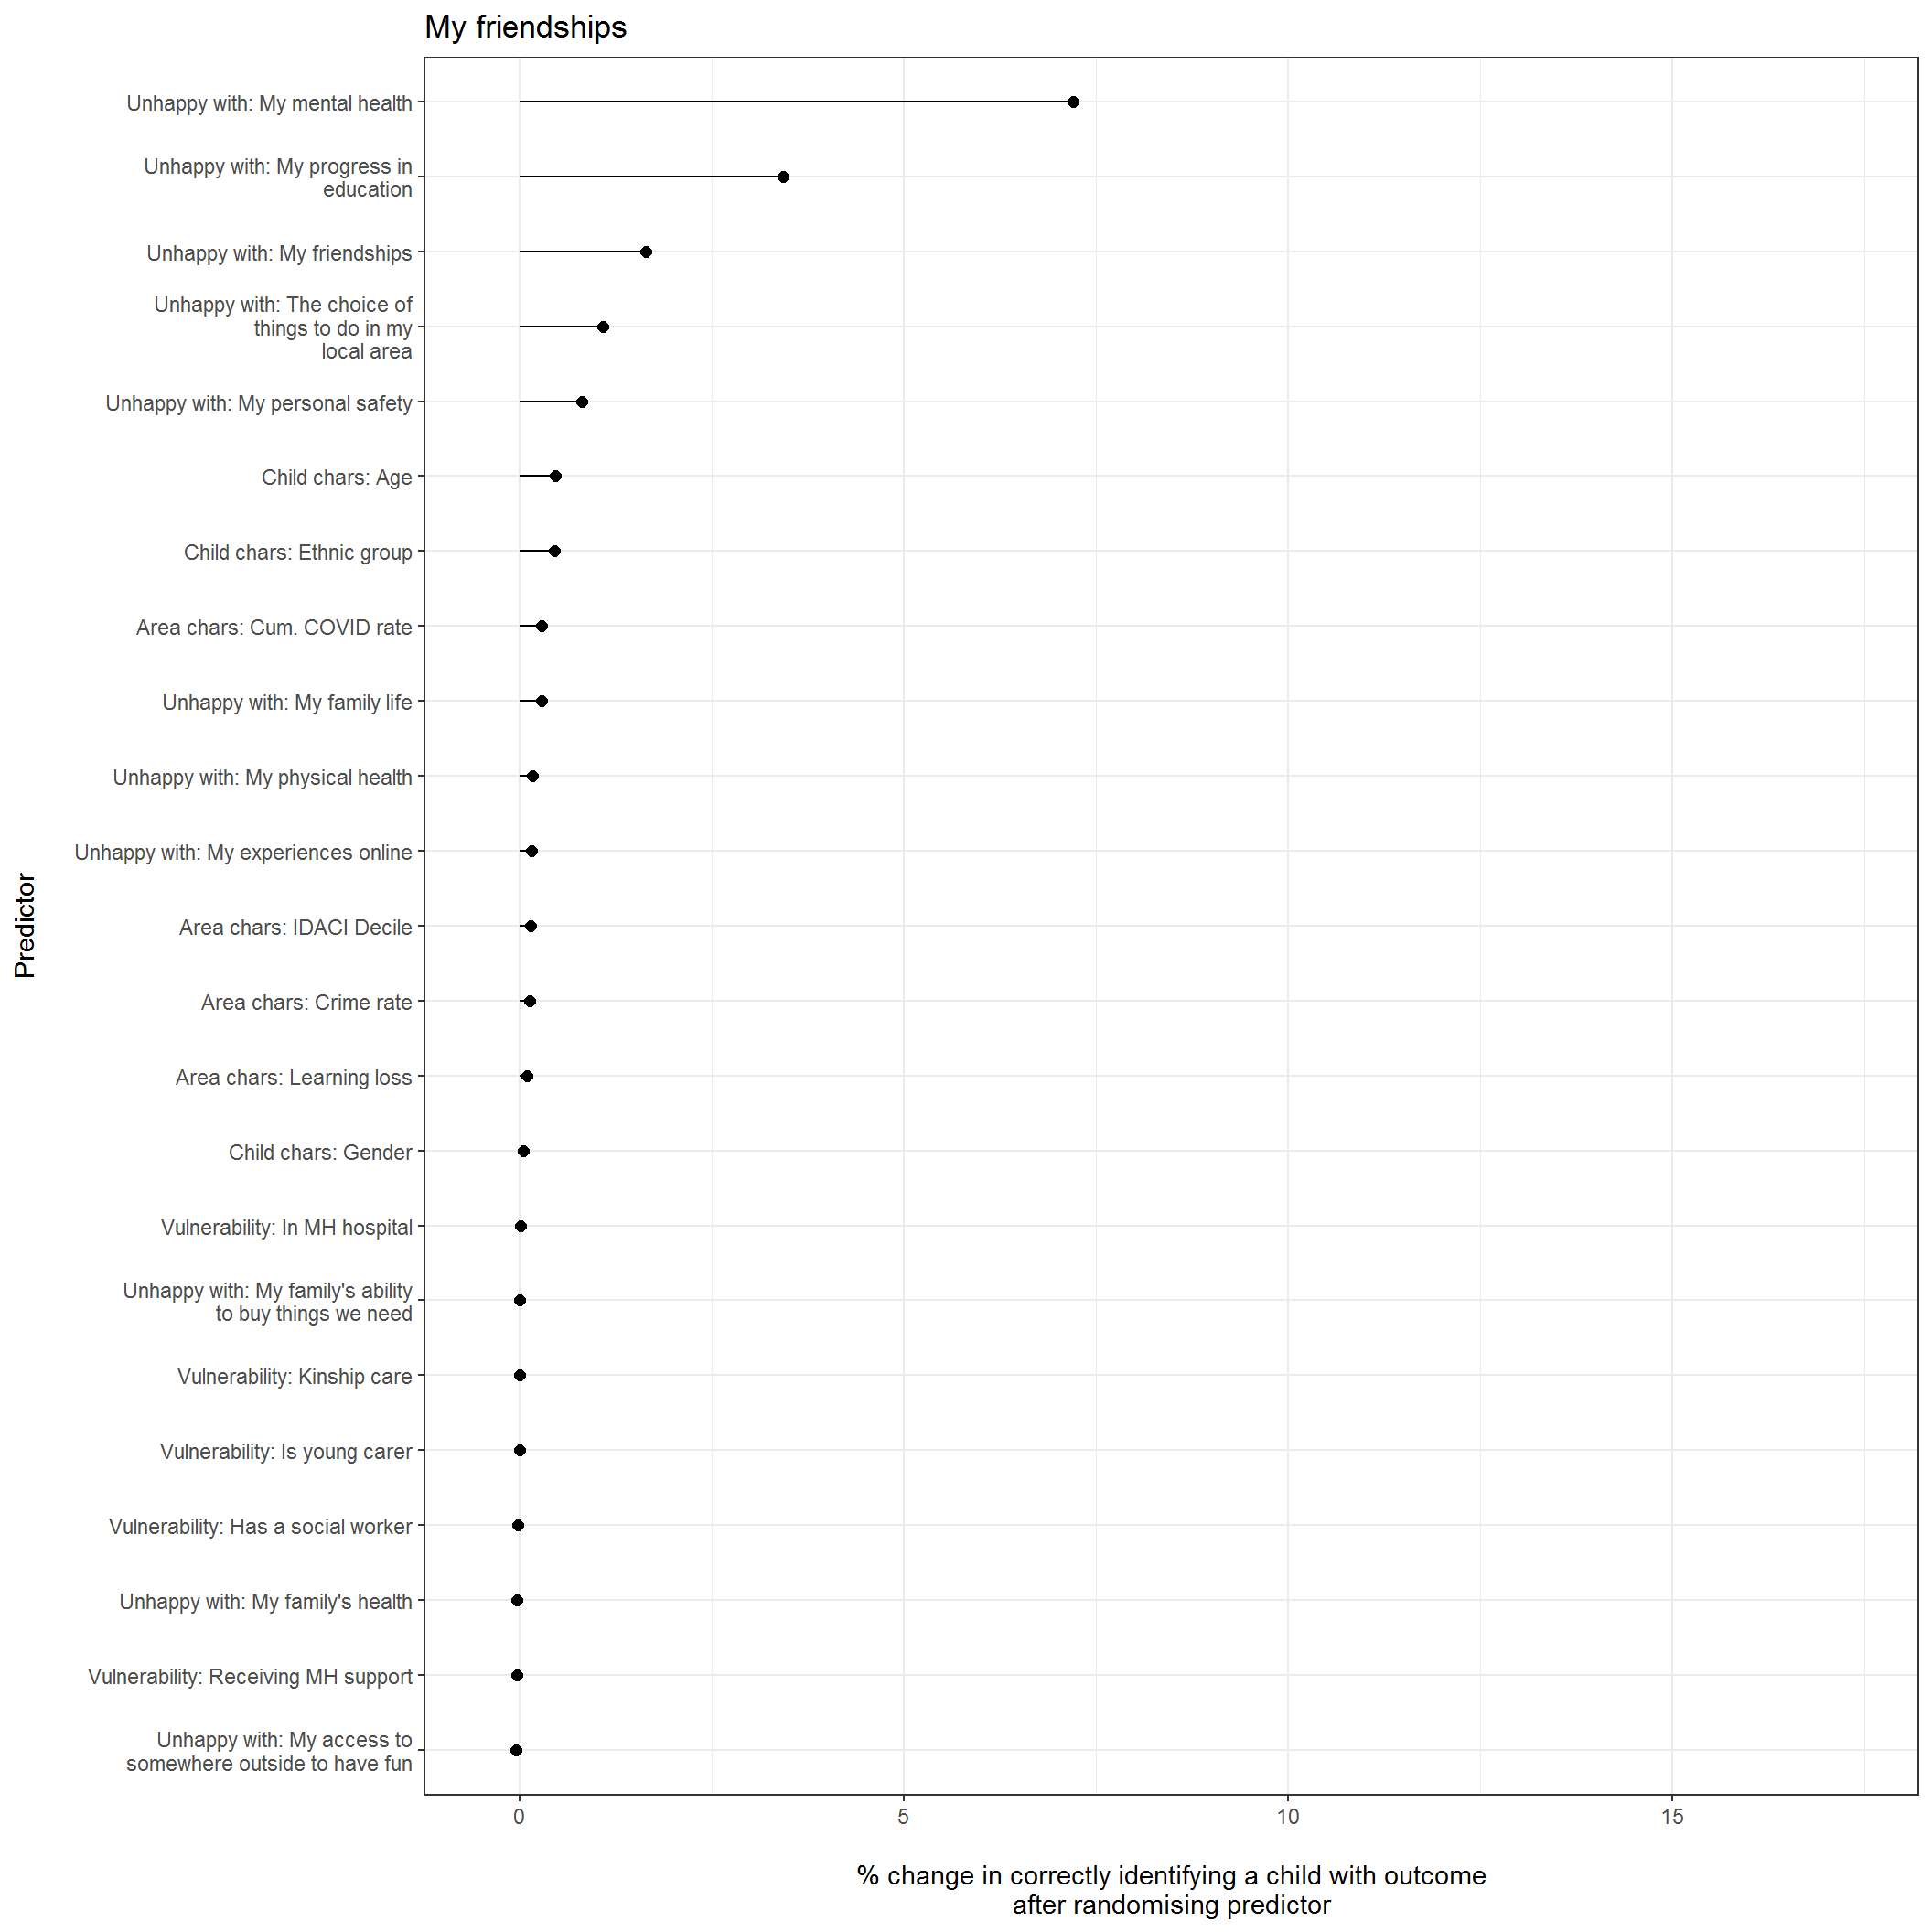 My friendships
Unhappy with: My mental health
Unhappy with: My progress in
education
Unhappy with: My friendships
Unhappy with: The choice of
things to do in my
local area
Unhappy with: My personal safety
Child chars: Age
Child chars: Ethnic group
Area chars: Cum. COVID rate
Unhappy with: My family life
Unhappy with: My physical health
Unhappy with: My experiences online
Area chars: IDACI Decile
Area chars: Crime rate
Area chars: Learning loss
Child chars: Gender
Vulnerability: In MH hospital
Unhappy with: My family's ability
to buy things we need
Vulnerability: Kinship care
Vulnerability: Is young carer
Vulnerability: Has a social worker
Unhappy with: My family's health
Vulnerability: Receiving MH support
Unhappy with: My access to
somewhere outside to have fun
Predictor
0 5 10 15
% change in correctly identifying a child with outcome
after randomising predictor